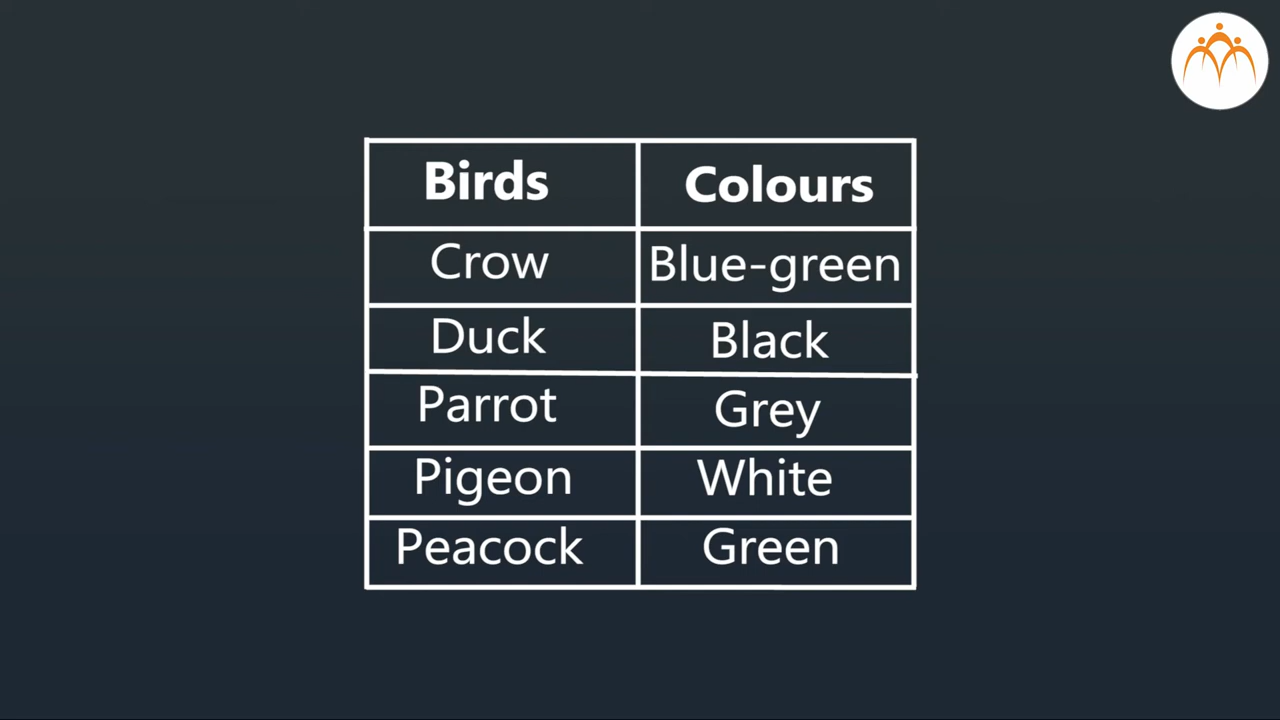 Birds Colours
Crow Blue-green
Duck Black
Parrot Grey
Pigeon White
Peacock Green